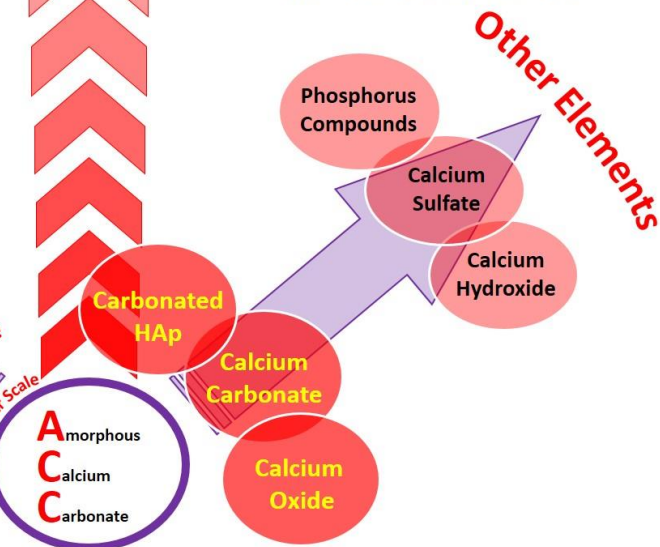 Other Elements
Phosphorus
Compounds
Calcium
Sulfate
Calcium
Hydroxide
Carbonated
HAp
Calcium
Carbonate
Calcium
Oxide
Scale
Amorphous
Calcium
Carbonate